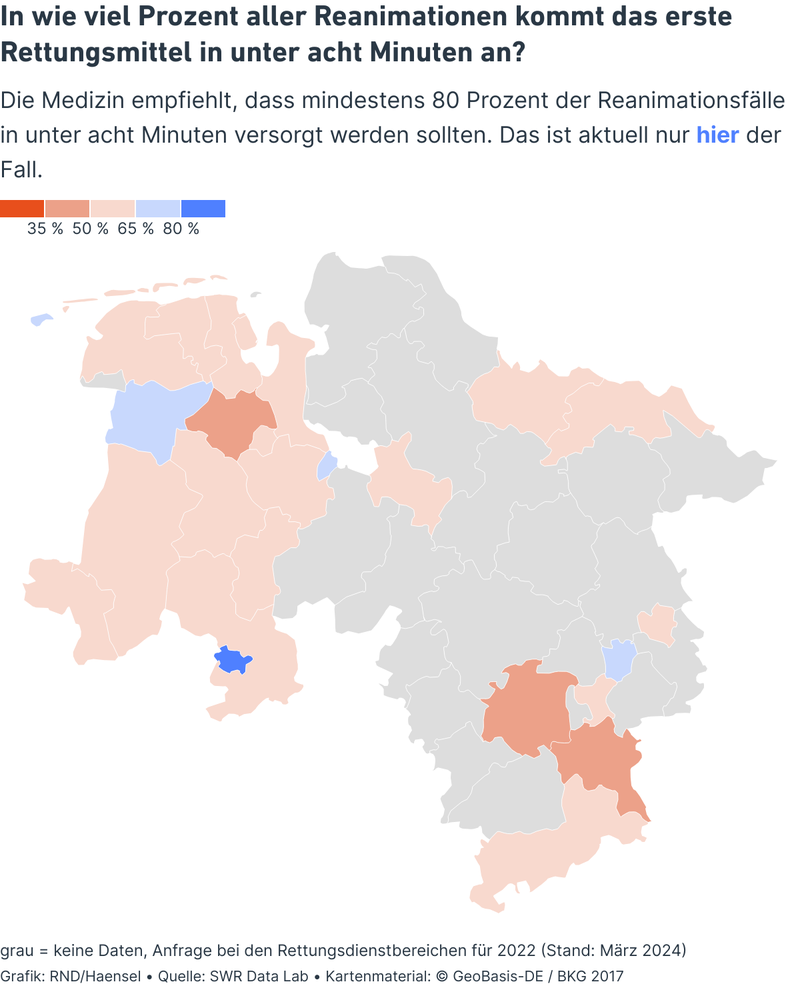 In wie viel Prozent aller Reanimationen kommt das erste
Rettungsmittel in unter acht Minuten an?
Die Medizin empfiehlt, dass mindestens 80 Prozent der Reanimationsfälle
in unter acht Minuten versorgt werden sollten. Das ist aktuell nur hier der
Fall.
35 % 50 % 65 % 80 %
grau = keine Daten, Anfrage bei den Rettungsdienstbereichen für 2022 (Stand: März 2024)
Grafik: RND/Haensel • Quelle: SWR Data Lab • Kartenmaterial: © GeoBasis-DE / BKG 2017